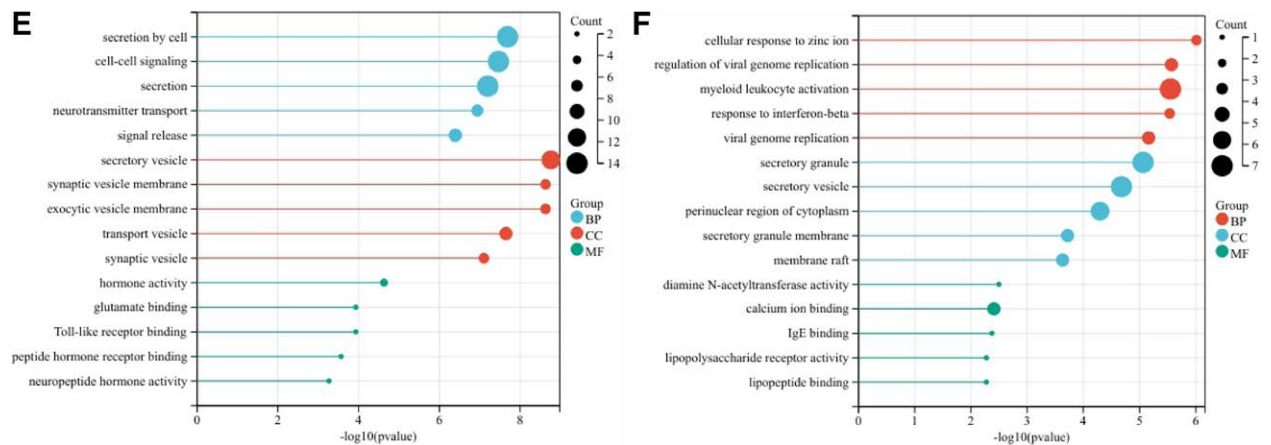 E
secretion by cell
cell-cell signaling
secretion
neurotransmitter transport
signal release
secretory vesicle
synaptic vesicle membrane
exocytic vesicle membrane
transport vesicle
synaptic vesicle
hormone activity
glutamate binding
Toll-like receptor binding
peptide hormone receptor binding
neuropeptide hormone activity
0 2 4 6 8
-log10(pvalue)
Count
2
4
6
8
10
12
14
Group
BP
CC
MF
F
cellular response to zinc ion
regulation of viral genome replication
myeloid leukocyte activation
response to interferon-beta
viral genome replication
secretory granule
secretory vesicle
perinuclear region of cytoplasm
secretory granule membrane
membrane raft
diamine N-acetyltransferase activity
calcium ion binding
IgE binding
lipopolysaccharide receptor activity
lipopeptide binding
0 1 2 3 4 5 6
-log10(pvalue)
Count
1
2
3
4
5
6
7
Group
BP
CC
MF